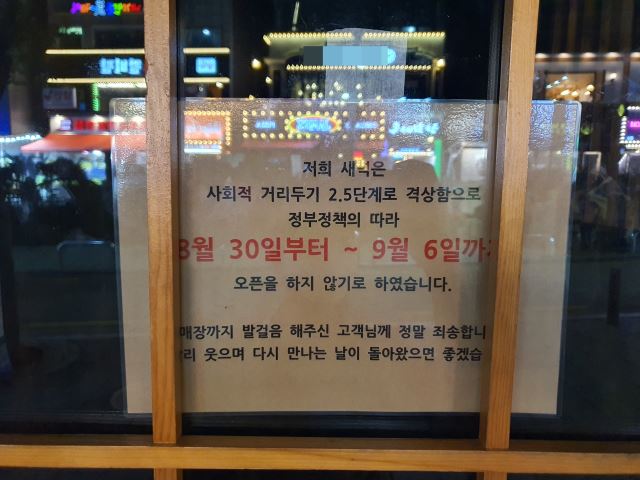 저희 새벽은
사회적 거리두기 2.5단계로 격상함으로
정부정책의 따라
8월 30일부터 ~ 9월 6일까지
오픈을 하지 않기로 하였습니다.
매장까지 발걸음 해주신 고객님께 정말 죄송합니
리 웃으며 다시 만나는 날이 돌아왔으면 좋겠습